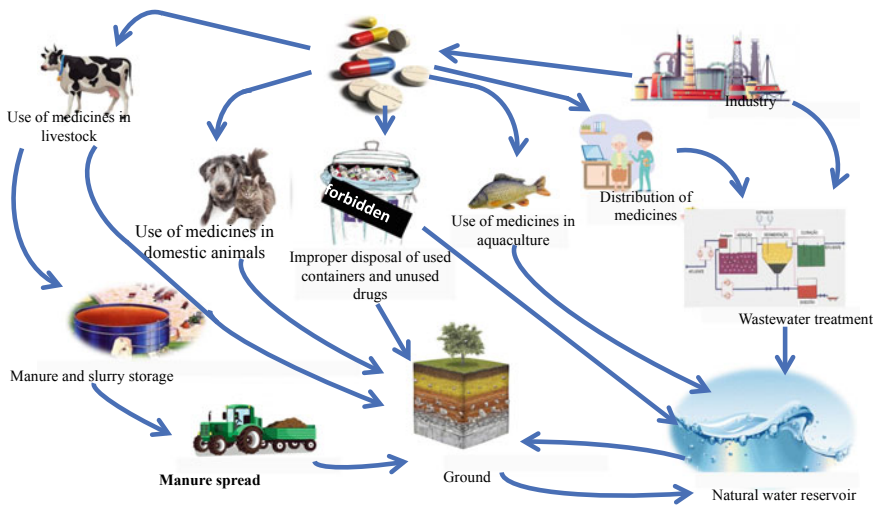 Industry
Use of medicines in
livestock
forbidden
Distribution of
medicines
Use of medicines in
domestic animals
Use of medicines in
aquaculture
Improper disposal of used
containers and unused
drugs
Wastewater treatment
Manure and slurry storage
Manure spread
Ground
Natural water reservoir